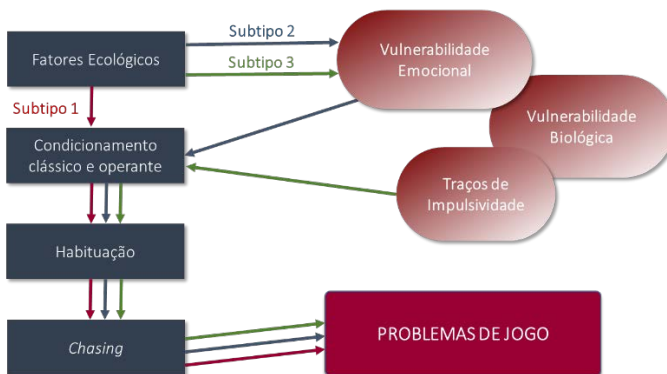 Fatores Ecológicos
Subtipo 2
Subtipo 3
Vulnerabilidade
Emocional
Subtipo 1
Vulnerabilidade
Biológica
Condicionamento
clássico e operante
Traços de
Impulsividade
Habituação
Chasing
PROBLEMAS DE JOGO